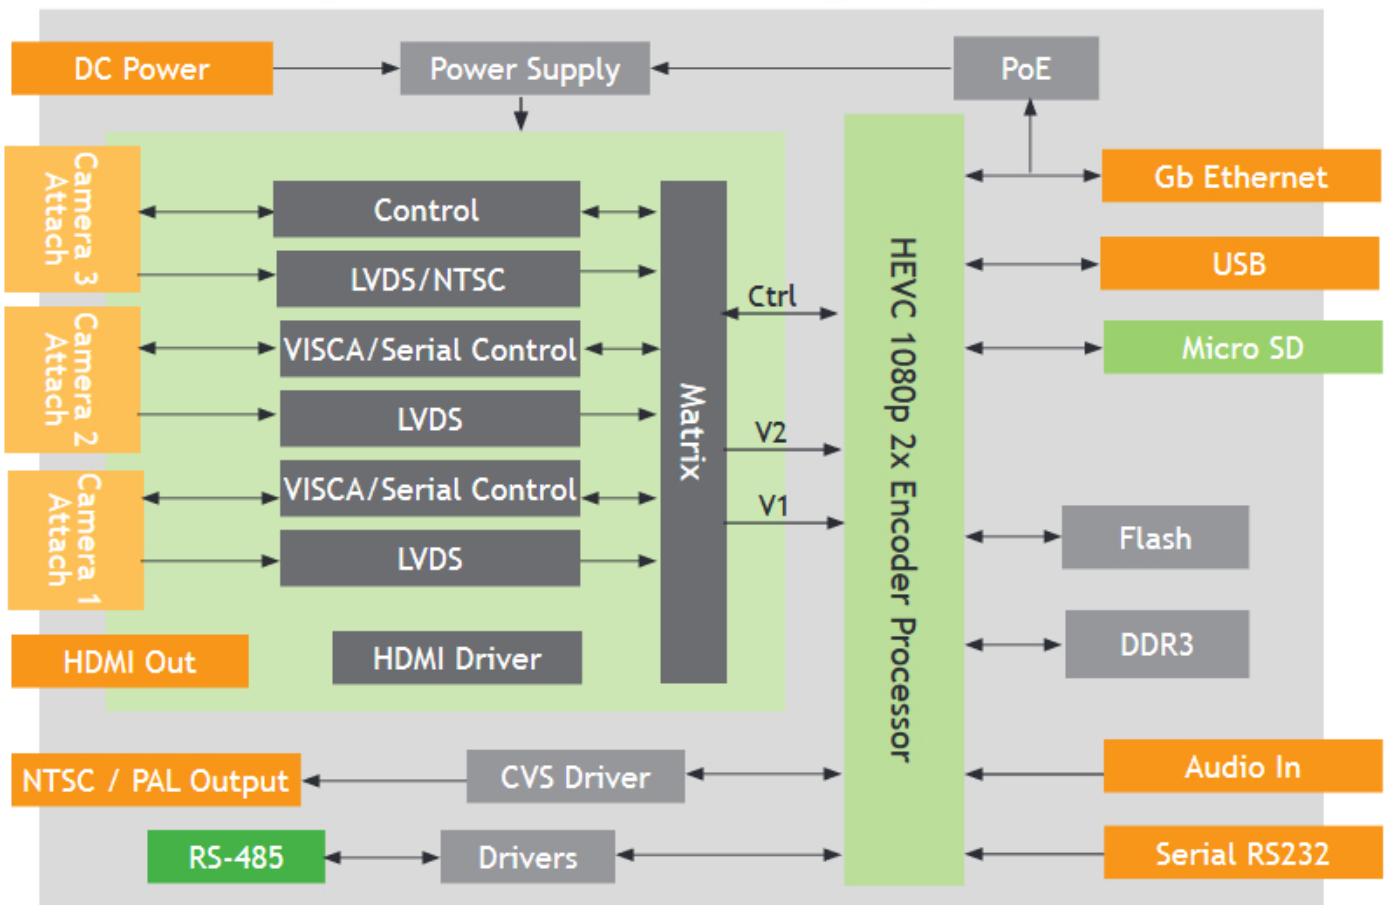 DC Power
Power Supply
PoE
Camera 3
Attach
Control
Gb Ethernet
LVDS/NTSC
USB
Ctrl
Camera 2
Attach
VISCA/Serial Control
Micro SD
LVDS
Matrix
V2
HEVC 1080p 2x Encoder Processor
Camera 1
Attach
VISCA/Serial Control
V1
Flash
LVDS
HDMI Out
HDMI Driver
DDR3
NTSC / PAL Output
CVS Driver
Audio In
RS-485
Drivers
Serial RS232